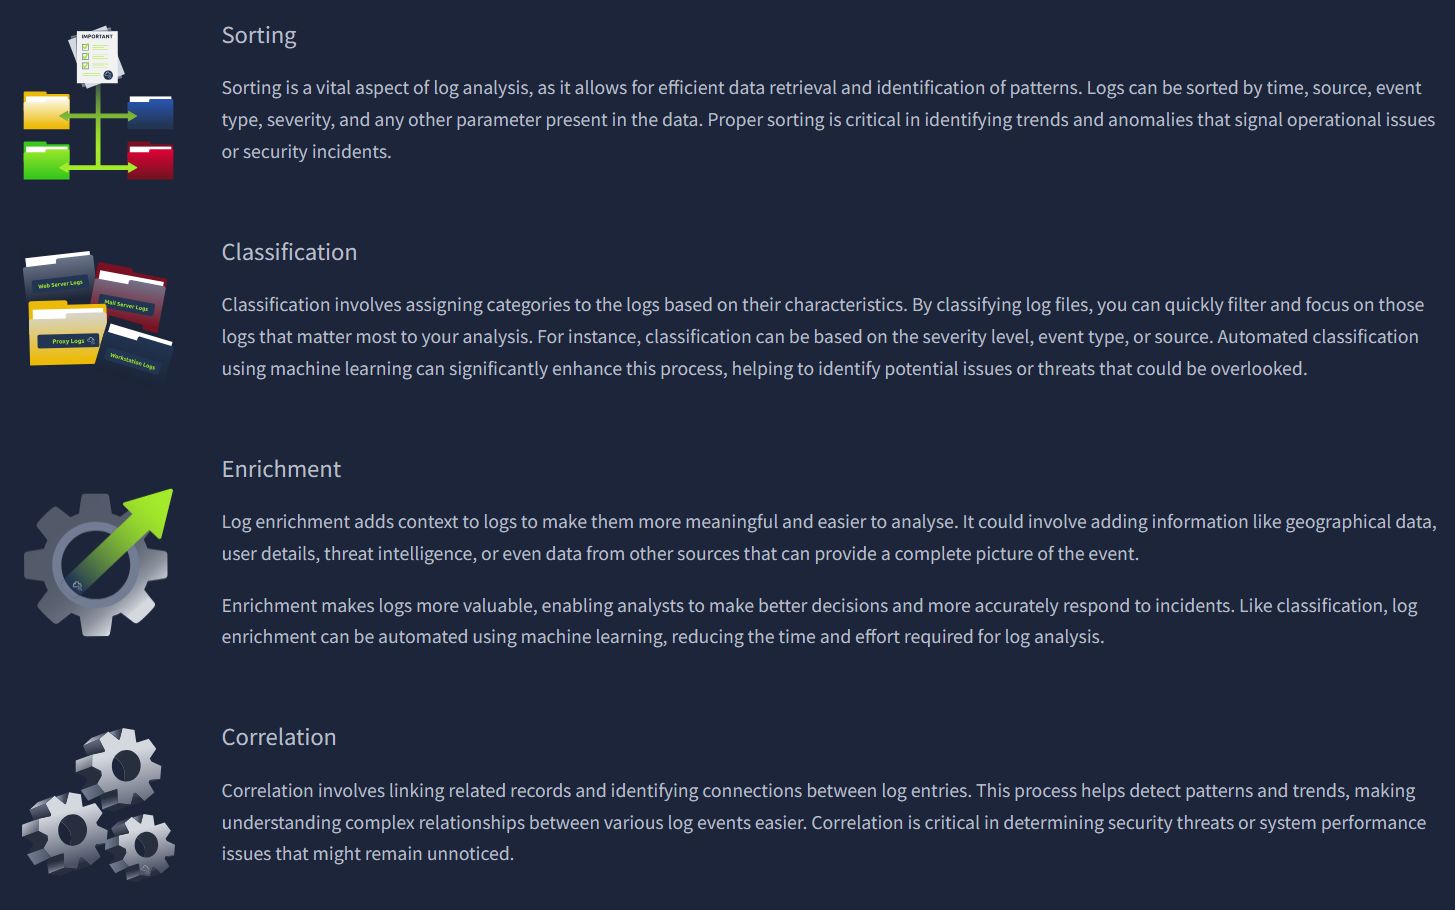 IMPORTANT
Sorting
Sorting is a vital aspect of log analysis, as it allows for efficient data retrieval and identification of patterns. Logs can be sorted by time, source, event
type, severity, and any other parameter present in the data. Proper sorting is critical in identifying trends and anomalies that signal operational issues
or security incidents.
Classification
Web Server Logs
Mail Server Logs
Proxy Logs
Workstation Logs
Classification involves assigning categories to the logs based on their characteristics. By classifying log files, you can quickly filter and focus on those
logs that matter most to your analysis. For instance, classification can be based on the severity level, event type, or source. Automated classification
using machine learning can significantly enhance this process, helping to identify potential issues or threats that could be overlooked.
Enrichment
Log enrichment adds context to logs to make them more meaningful and easier to analyse. It could involve adding information like geographical data,
user details, threat intelligence, or even data from other sources that can provide a complete picture of the event.
Enrichment makes logs more valuable, enabling analysts to make better decisions and more accurately respond to incidents. Like classification, log
enrichment can be automated using machine learning, reducing the time and effort required for log analysis.
Correlation
Correlation involves linking related records and identifying connections between log entries. This process helps detect patterns and trends, making
understanding complex relationships between various log events easier. Correlation is critical in determining security threats or system performance
issues that might remain unnoticed.